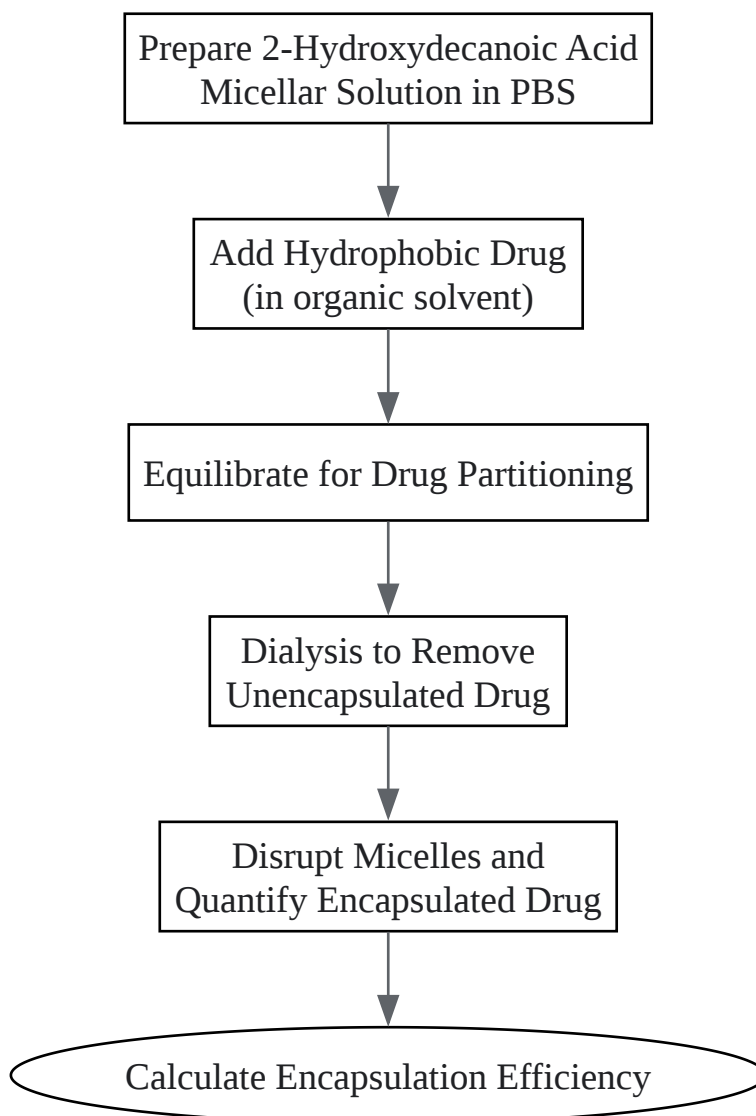 Prepare 2-Hydroxydecanoic Acid
Micellar Solution in PBS
Add Hydrophobic Drug
(in organic solvent)
Equilibrate for Drug Partitioning
Dialysis to Remove
Unencapsulated Drug
Disrupt Micelles and
Quantify Encapsulated Drug
Calculate Encapsulation Efficiency